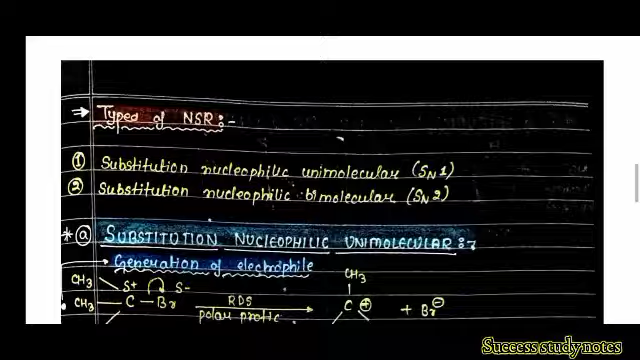 ⇒ Types of NSR :-
① Substitution nucleophilic unimolecular (SN1)
② Substitution nucleophilic bimolecular (SN2)
* ⓐ SUBSTITUTION NUCLEOPHILIC UNIMOLECULAR :-
→ Generation of electrophile
CH3 S+ S- CH3
CH3 — C — Br RDS C ⊕ + Br⊖
polar protic
Success study notes